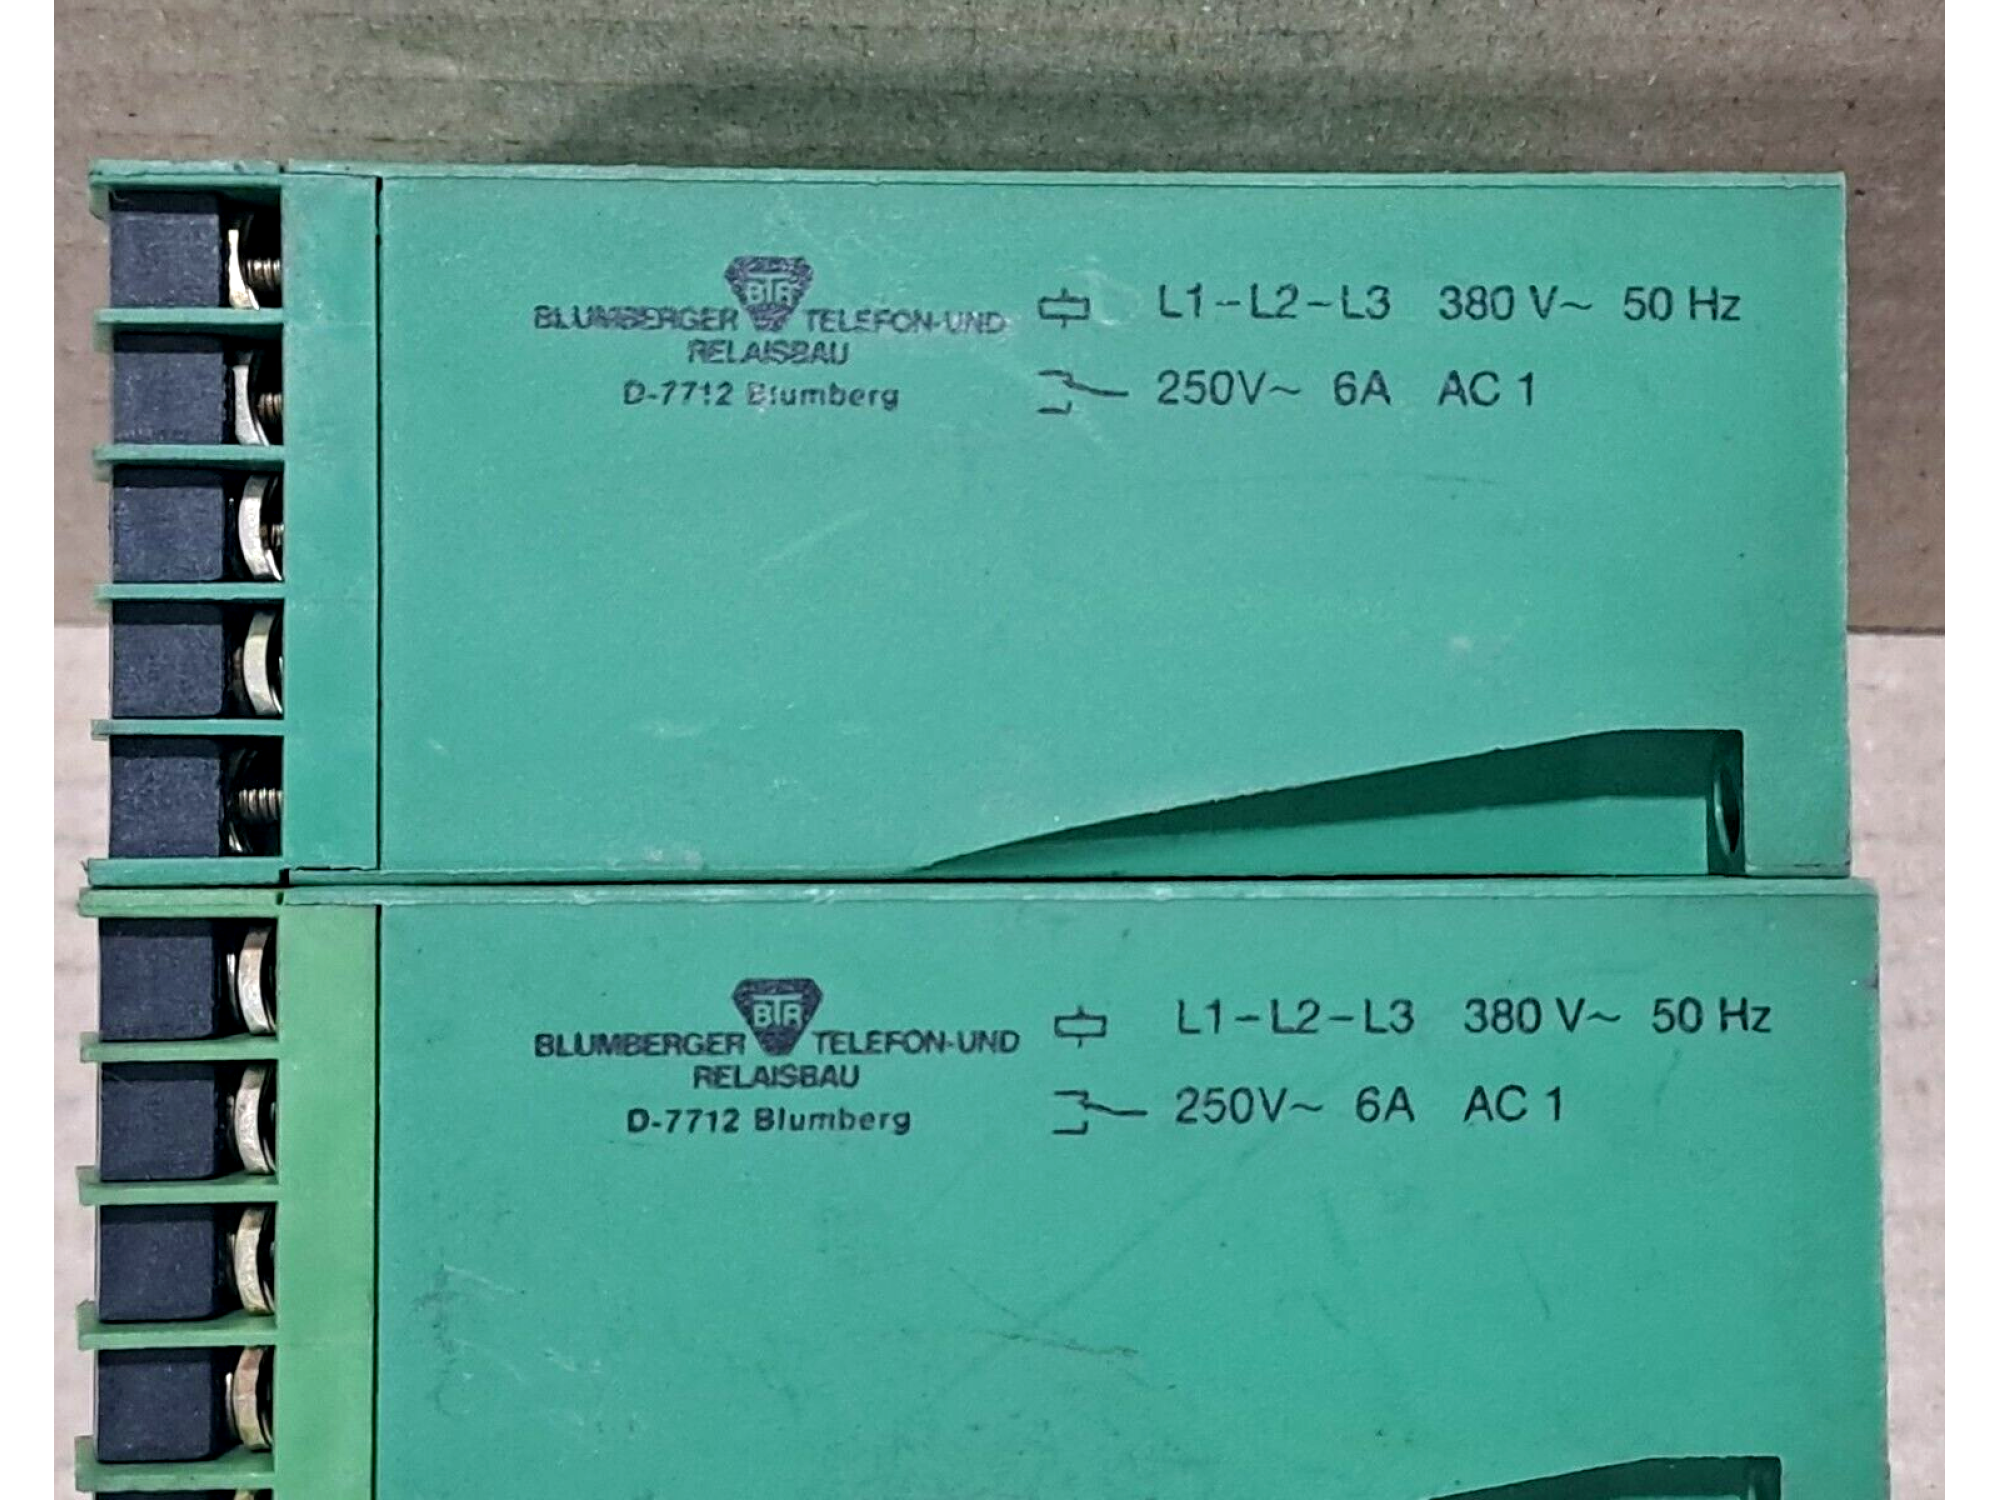 BTR
BLUMBERGER TELEFON-UND
RELAISBAU
D-7712 Blumberg
L1-L2-L3 380 V~ 50 Hz
250V~ 6A AC 1
BTR
BLUMBERGER TELEFON-UND
RELAISBAU
D-7712 Blumberg
L1-L2-L3 380 V~ 50 Hz
250V~ 6A AC 1